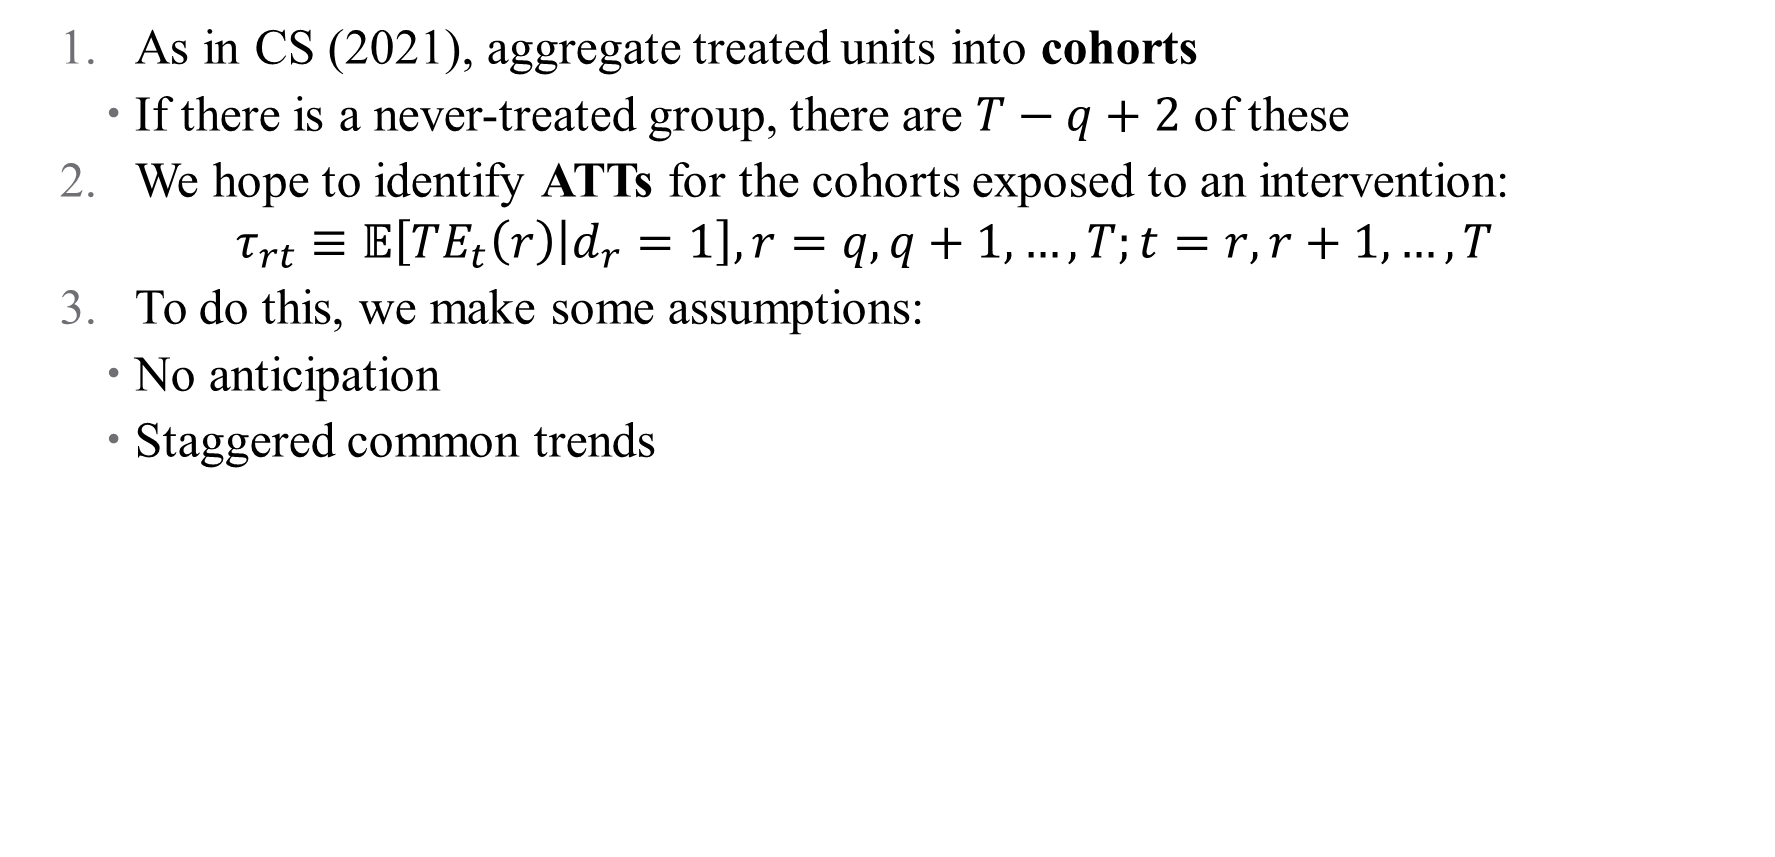 1. As in CS (2021), aggregate treated units into cohorts
• If there is a never-treated group, there are T − q + 2 of these
2. We hope to identify ATTs for the cohorts exposed to an intervention:
τ_rt ≡ 𝔼[TE_t(r)|d_r = 1], r = q, q + 1, …, T; t = r, r + 1, …, T
3. To do this, we make some assumptions:
• No anticipation
• Staggered common trends